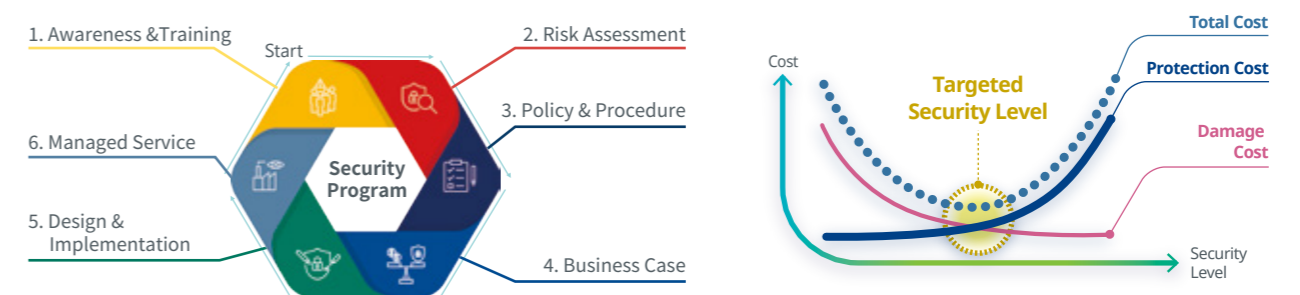 1. Awareness &Training
Start
2. Risk Assessment
3. Policy & Procedure
6. Managed Service
Security
Program
5. Design &
Implementation
4. Business Case
Total Cost
Cost
Protection Cost
Targeted
Security Level
Damage
Cost
Security
Level